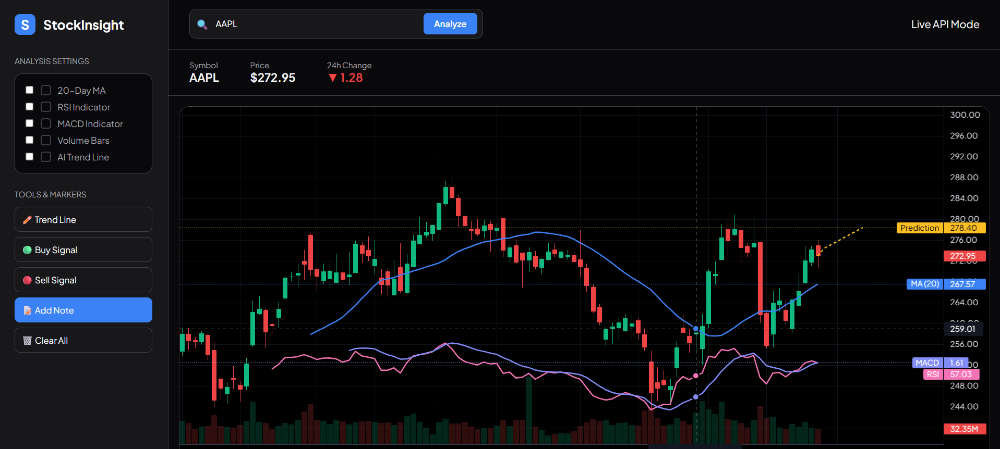 S StockInsight
AAPL
Analyze
Live API Mode
ANALYSIS SETTINGS
20-Day MA
RSI Indicator
MACD Indicator
Volume Bars
AI Trend Line
TOOLS & MARKERS
Trend Line
Buy Signal
Sell Signal
Add Note
Clear All
Symbol
AAPL
Price
$272.95
24h Change
▼ 1.28
300.00
296.00
292.00
288.00
284.00
280.00
Prediction 278.40
276.00
272.95
272.00
MA (20) 267.57
264.00
259.01
256.00
MACD 1.61
RSI 57.03
248.00
244.00
32.35M